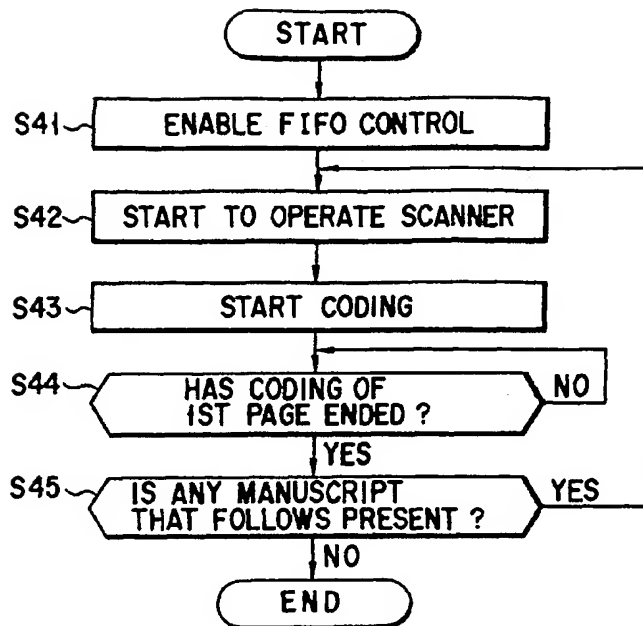 START
S41 ENABLE FIFO CONTROL
S42 START TO OPERATE SCANNER
S43 START CODING
S44 HAS CODING OF
1ST PAGE ENDED ?
NO
YES
S45 IS ANY MANUSCRIPT
THAT FOLLOWS PRESENT ?
YES
NO
END